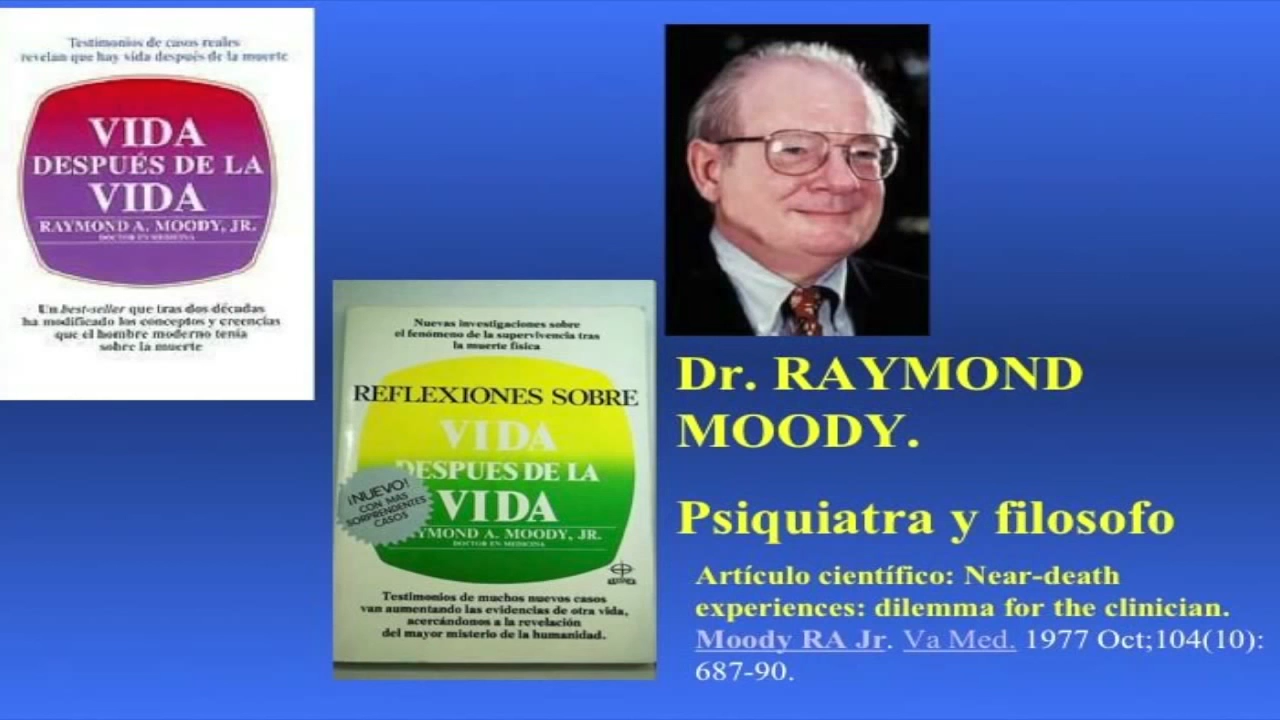 Testimonios de casos reales
revelan que hay vida después de la muerte
VIDA
DESPUÉS DE LA
VIDA
RAYMOND A. MOODY, JR.
DOCTOR EN MEDICINA
Un best-seller que tras dos décadas
ha modificado los conceptos y creencias
que el hombre moderno tenía
sobre la muerte
Nuevas investigaciones sobre
el fenómeno de la supervivencia tras
la muerte física
REFLEXIONES SOBRE
VIDA
DESPUES DE LA
VIDA
¡NUEVO!
CON MAS
SORPRENDENTES
CASOS
YMOND A. MOODY, JR.
DOCTOR EN MEDICINA
Testimonios de muchos nuevos casos
van aumentando las evidencias de otra vida,
acercándonos a la revelación
del mayor misterio de la humanidad.
Dr. RAYMOND
MOODY.
Psiquiatra y filosofo
Artículo científico: Near-death
experiences: dilemma for the clinician.
Moody RA Jr. Va Med. 1977 Oct;104(10):
687-90.